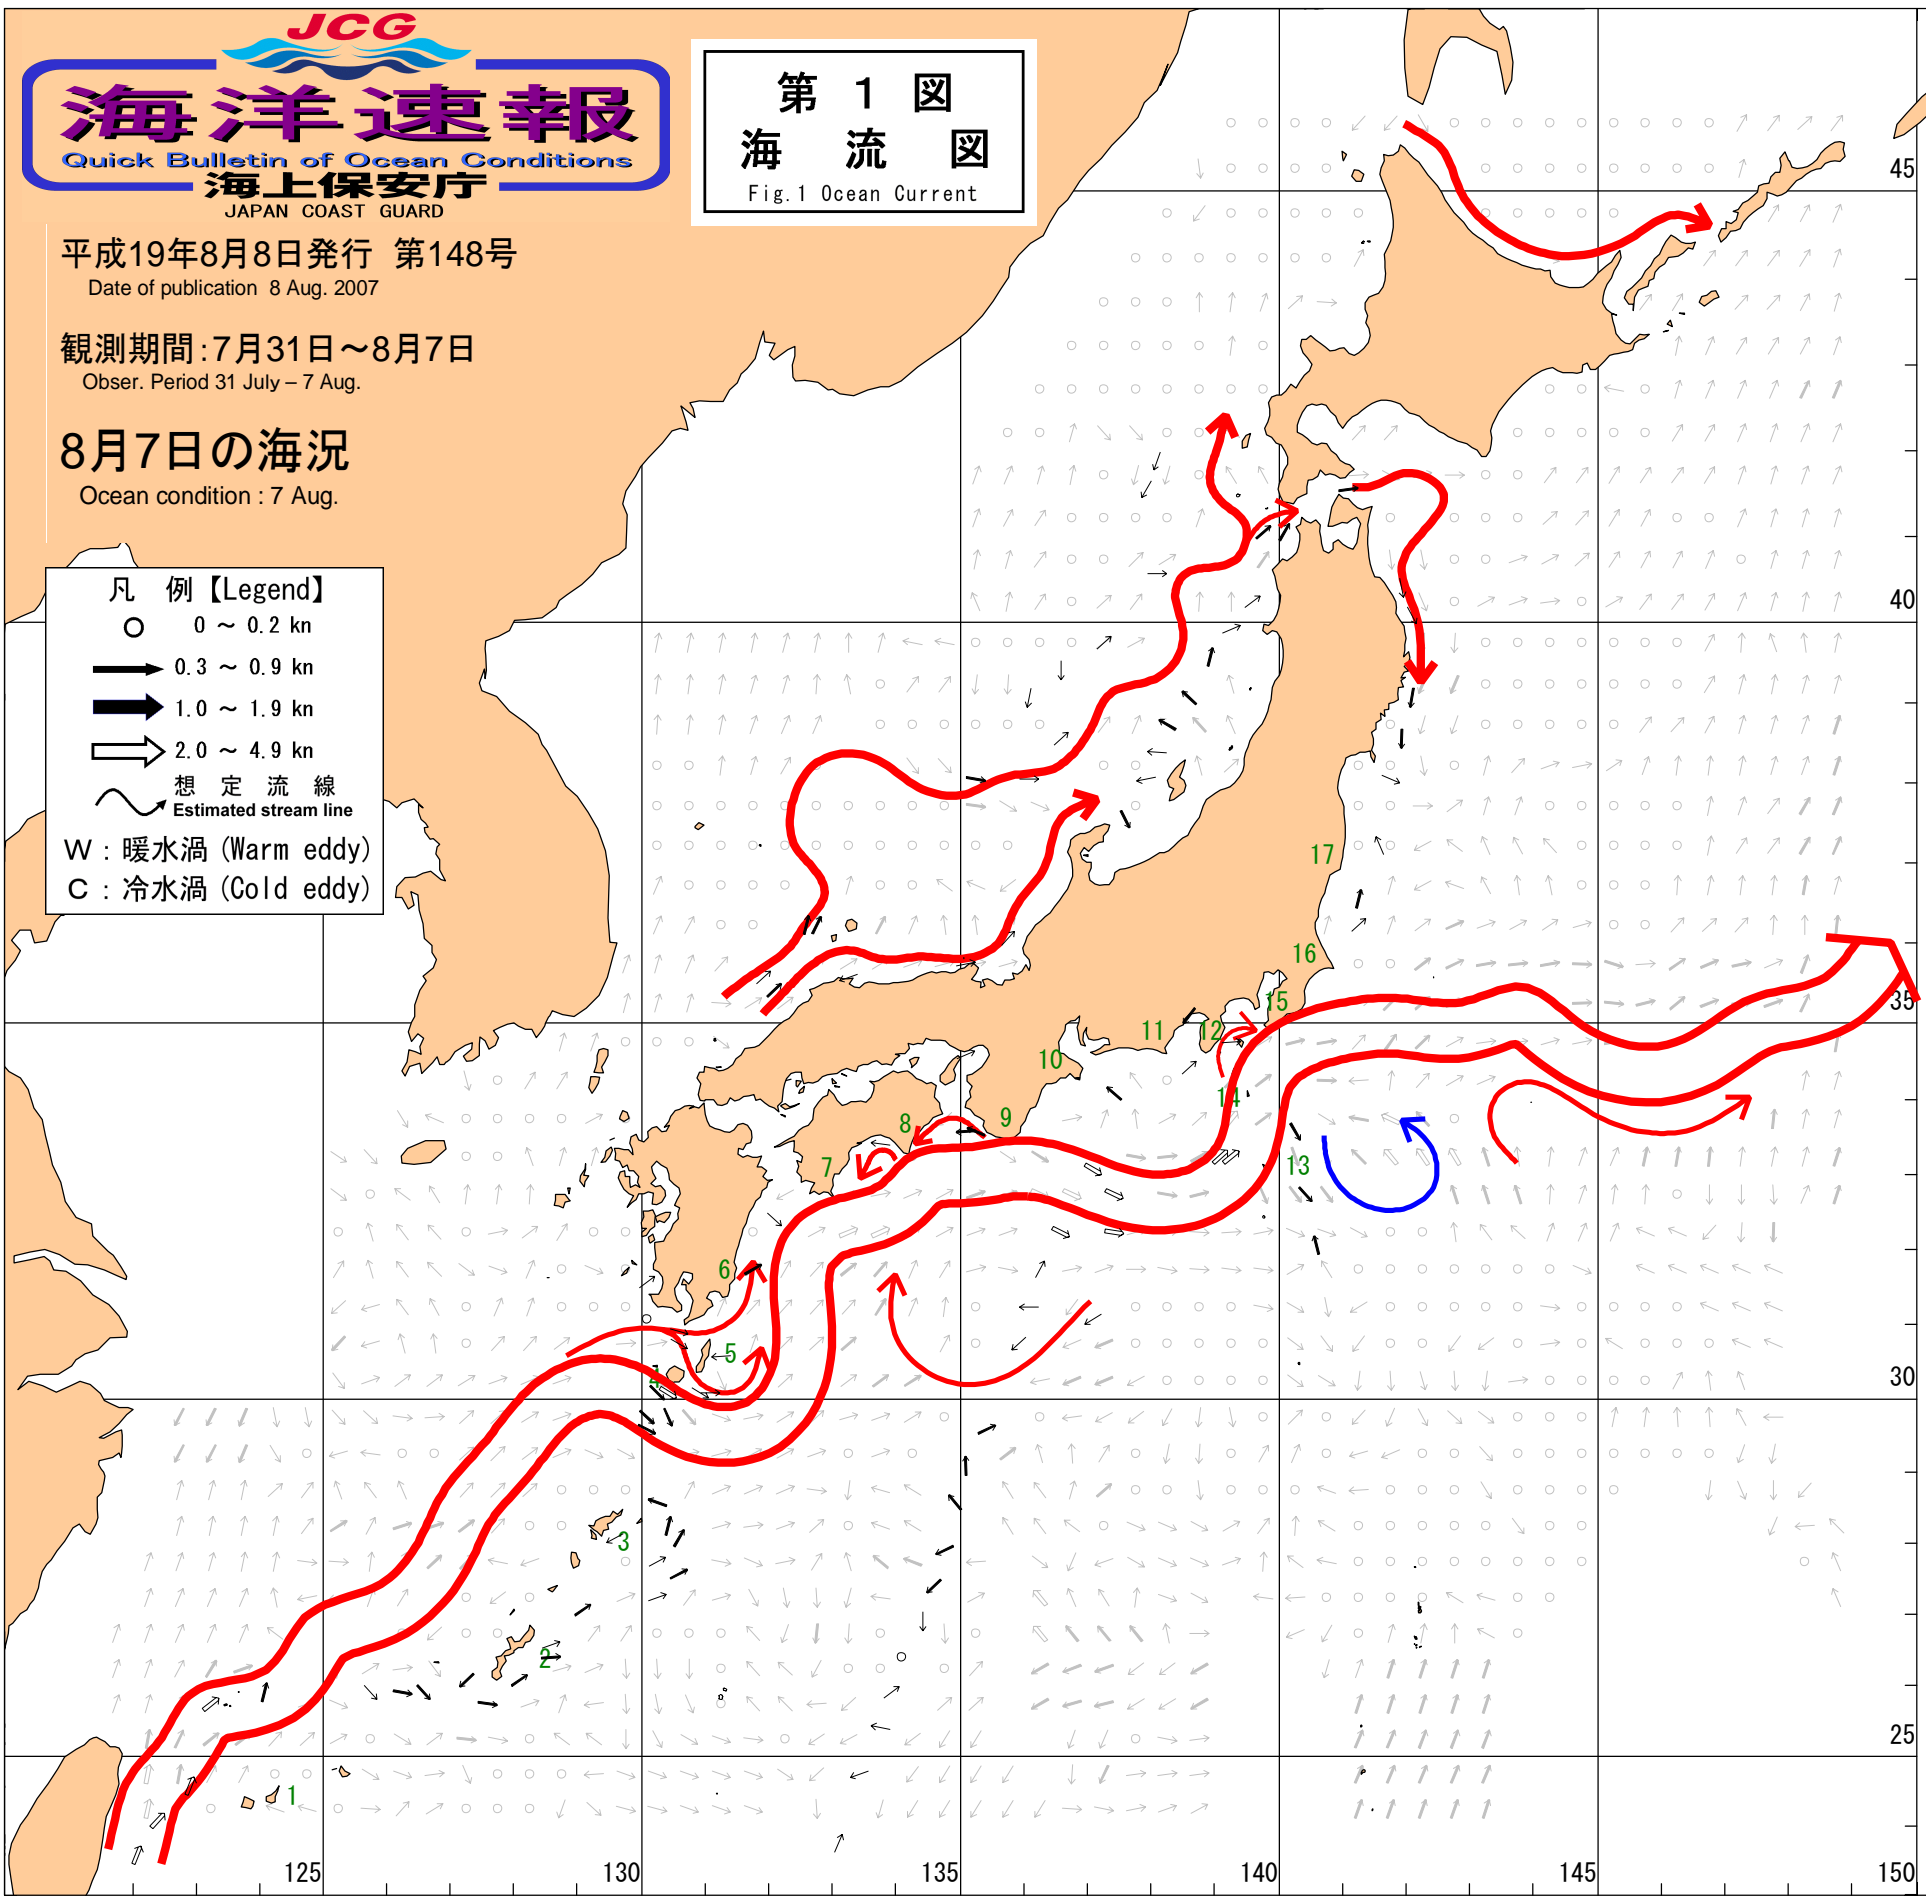 JCG
海洋速報
Quick Bulletin of Ocean Conditions
海上保安庁
JAPAN COAST GUARD
第 1 図
海 流 図
Fig.1 Ocean Current
平成19年8月8日発行 第148号
Date of publication 8 Aug. 2007
観測期間:7月31日~8月7日
Obser. Period 31 July – 7 Aug.
8月7日の海況
Ocean condition : 7 Aug.
凡 例【Legend】
0 ~ 0.2 kn
0.3 ~ 0.9 kn
1.0 ~ 1.9 kn
2.0 ~ 4.9 kn
想 定 流 線
Estimated stream line
W : 暖水渦 (Warm eddy)
C : 冷水渦 (Cold eddy)
45
40
35
30
25
17
16
15
14
13
12
11
10
9
8
7
6
5
4
3
2
1
125
130
135
140
145
150